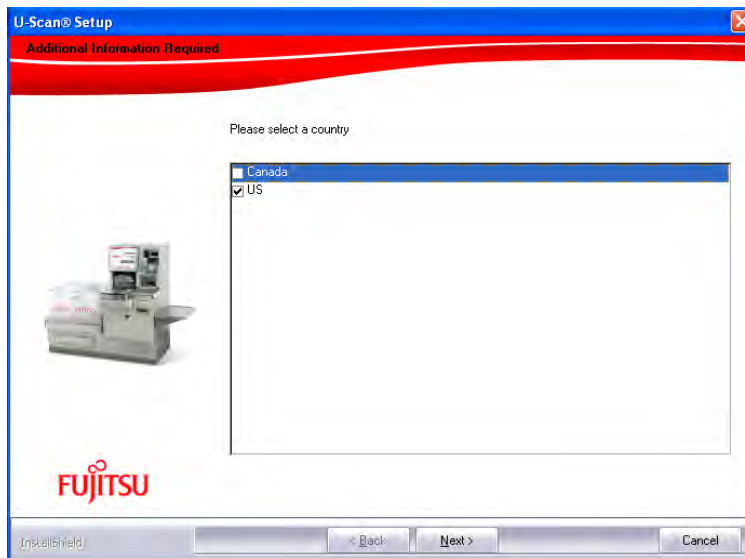 U-Scan® Setup
Additional Information Required
Please select a country
Canada
US
FUJITSU
InstallShield
< Back
Next >
Cancel